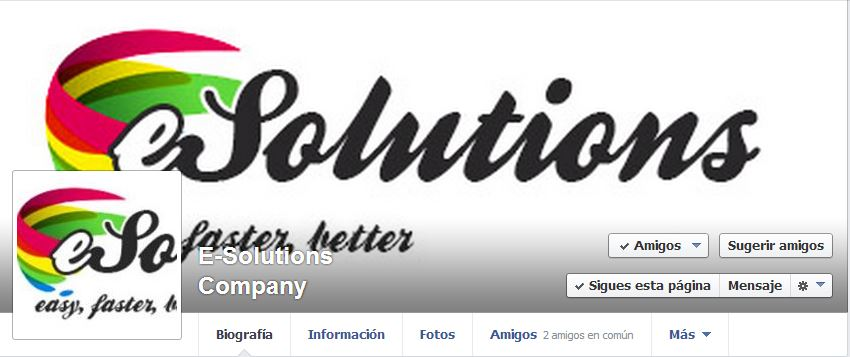 eSolutions
faster, better
eSo
easy, faster, b
E-Solutions
Company
Amigos
Sugerir amigos
Sigues esta página
Mensaje
Biografía
Información
Fotos
Amigos 2 amigos en común
Más